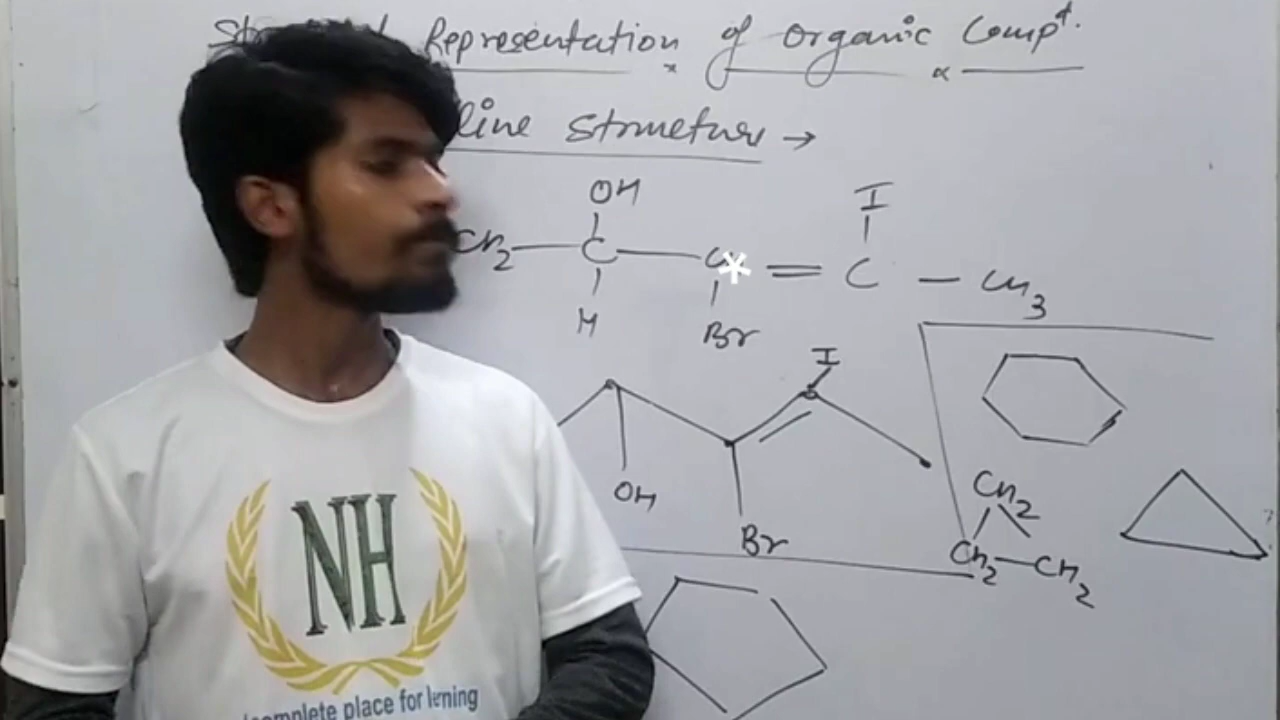 Representation of Organic Comp^d.
line Structure →
OH
CH2 — C — C = C — CH3
I
H
Br
I
OH
Br
CH2
CH2 — CH2
NH
complete place for lerning